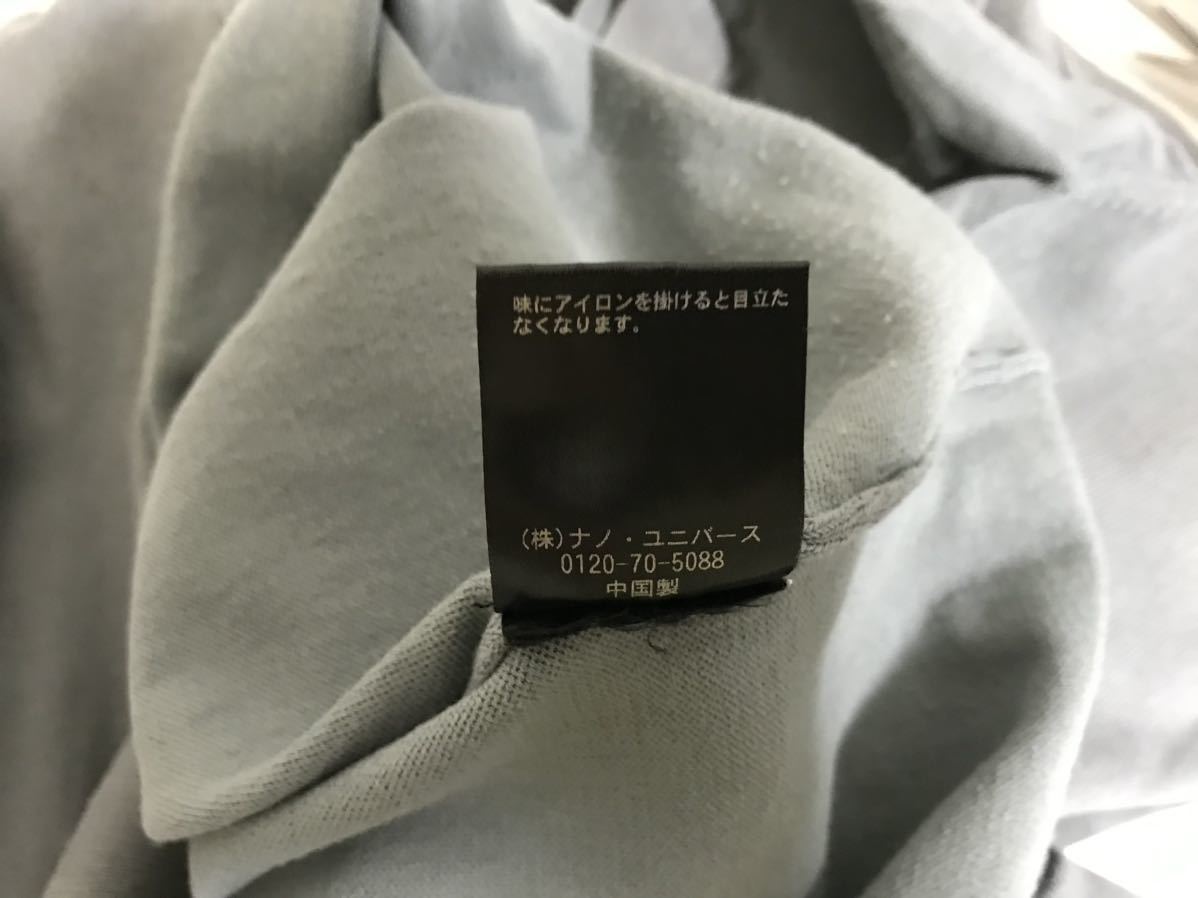 味にアイロンを掛けると目立た
なくなります。
(株)ナノ・ユニバース
0120-70-5088
中国製